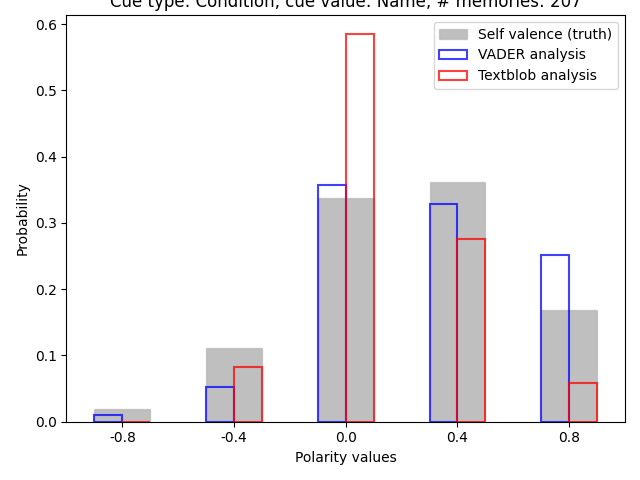 Cue type: Condition, cue value: Name, # memories: 207
Self valence (truth)
VADER analysis
Textblob analysis
Probability
0.6
0.5
0.4
0.3
0.2
0.1
0.0
-0.8 -0.4 0.0 0.4 0.8
Polarity values